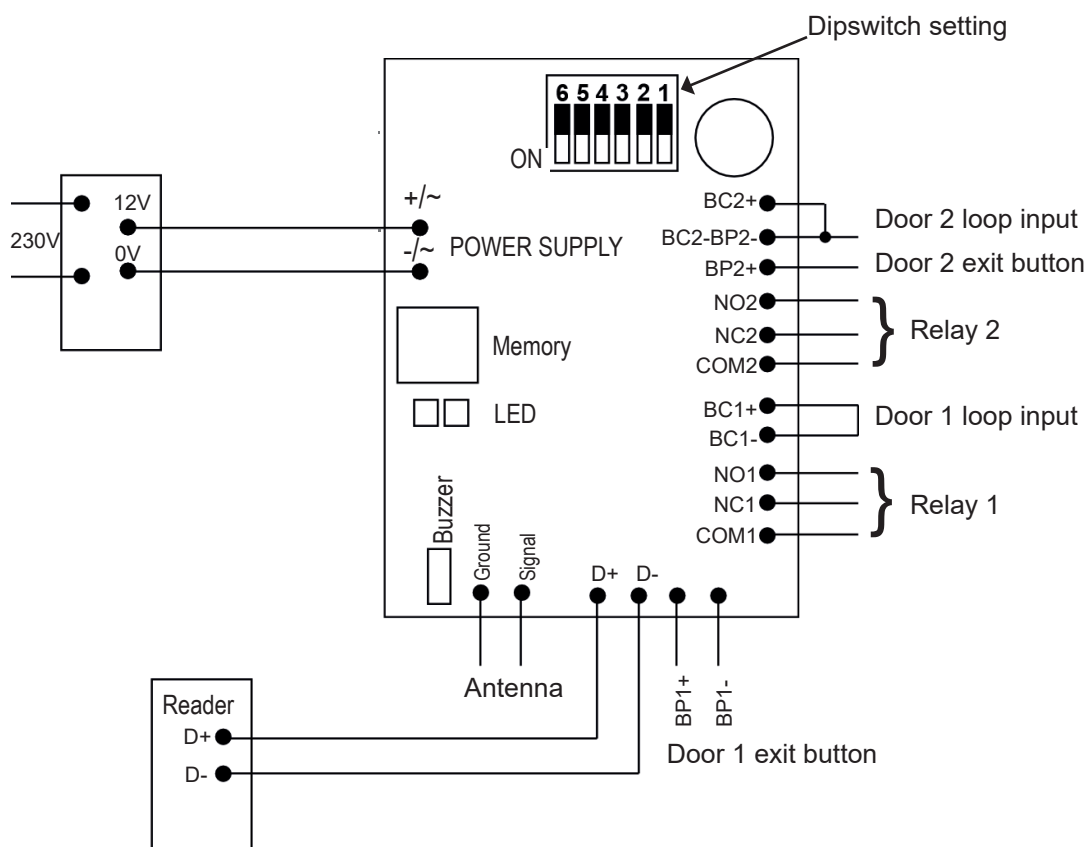 Dipswitch setting
6 5 4 3 2 1
ON
+/~
-/~
POWER SUPPLY
12V
230V
0V
BC2+
BC2-BP2-
Door 2 loop input
BP2+
Door 2 exit button
NO2
NC2
COM2
Relay 2
Memory
LED
BC1+
BC1-
Door 1 loop input
NO1
NC1
COM1
Relay 1
Buzzer
Ground
Signal
D+
D-
BP1+
BP1-
Antenna
Door 1 exit button
Reader
D+
D-